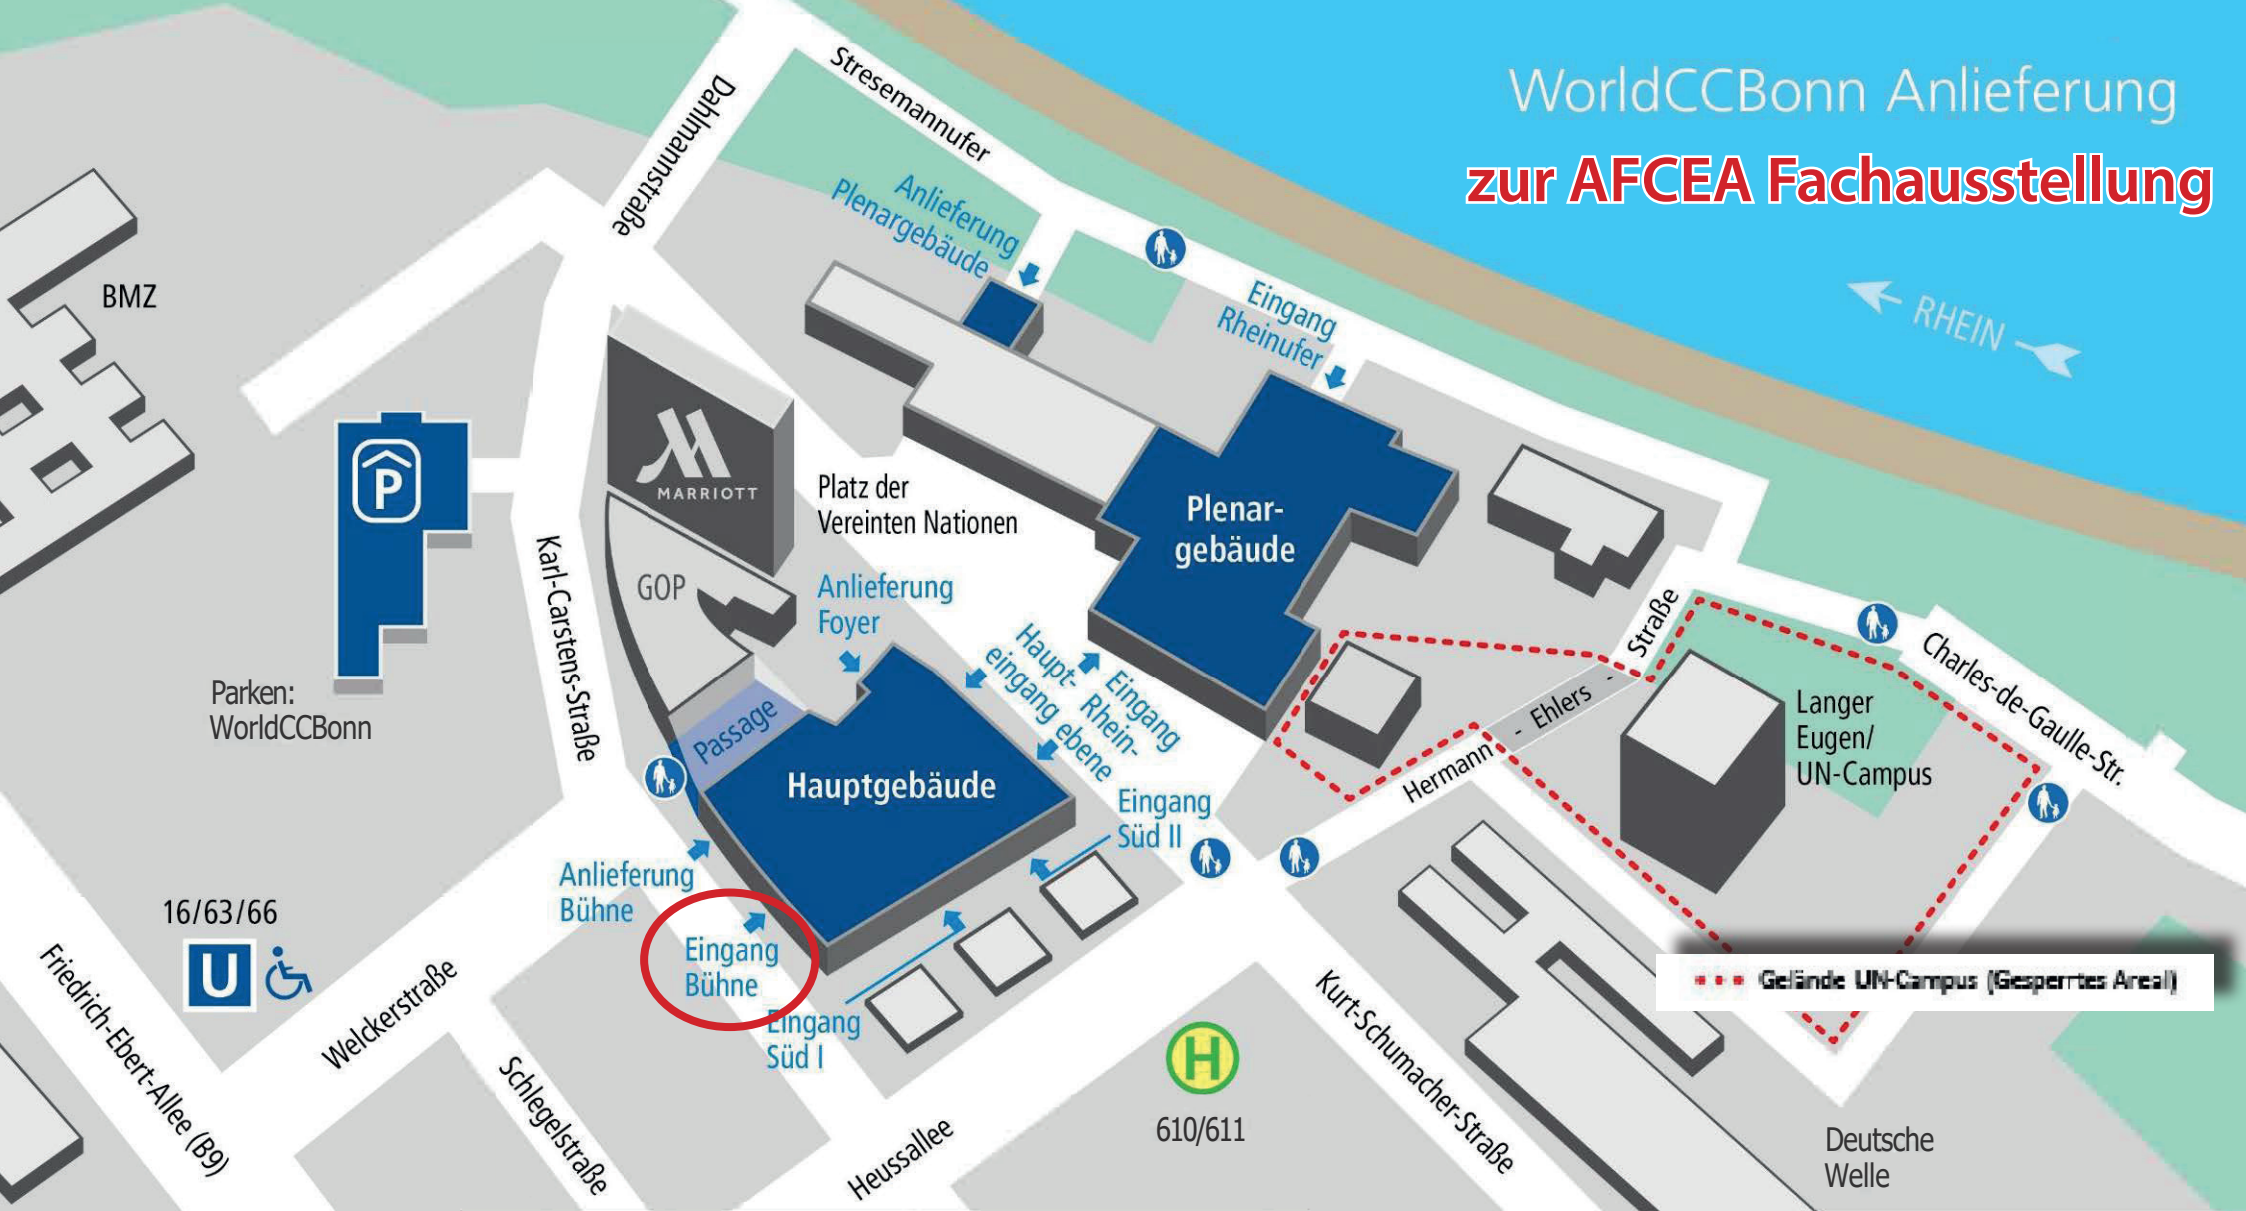 WorldCCBonn Anlieferung
zur AFCEA Fachausstellung
Stresemannufer
Dahlmannstraße
Anlieferung
Plenargebäude
Eingang
Rheinufer
RHEIN
BMZ
P
MARRIOTT
Platz der
Vereinten Nationen
Plenar-
gebäude
GOP
Anlieferung
Foyer
Karl-Carstens-Straße
Haupt-
eingang
Eingang
Rhein-
ebene
Straße
Ehlers
Hermann
Charles-de-Gaulle-Str.
Langer
Eugen/
UN-Campus
Parken:
WorldCCBonn
Passage
Hauptgebäude
Eingang
Süd II
Anlieferung
Bühne
Eingang
Bühne
Eingang
Süd I
16/63/66
U
Friedrich-Ebert-Allee (B9)
Welckerstraße
Schlegelstraße
Heussallee
H
610/611
Kurt-Schumacher-Straße
Gelände UN-Campus (Gesperrtes Areal)
Deutsche
Welle